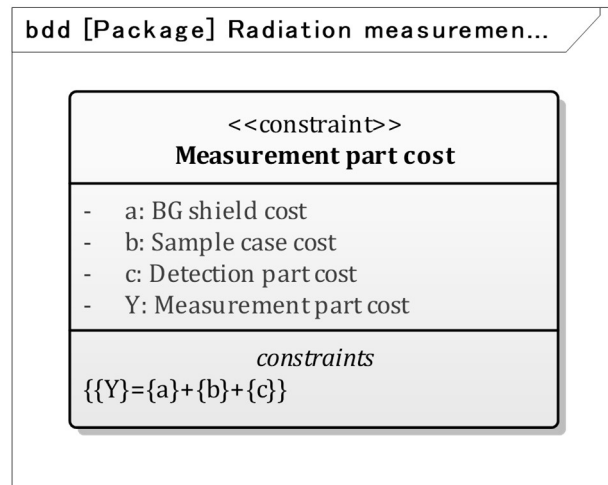 bdd [Package] Radiation measuremen...
<<constraint>>
Measurement part cost
- a: BG shield cost
- b: Sample case cost
- c: Detection part cost
- Y: Measurement part cost
constraints
{{Y}={a}+{b}+{c}}